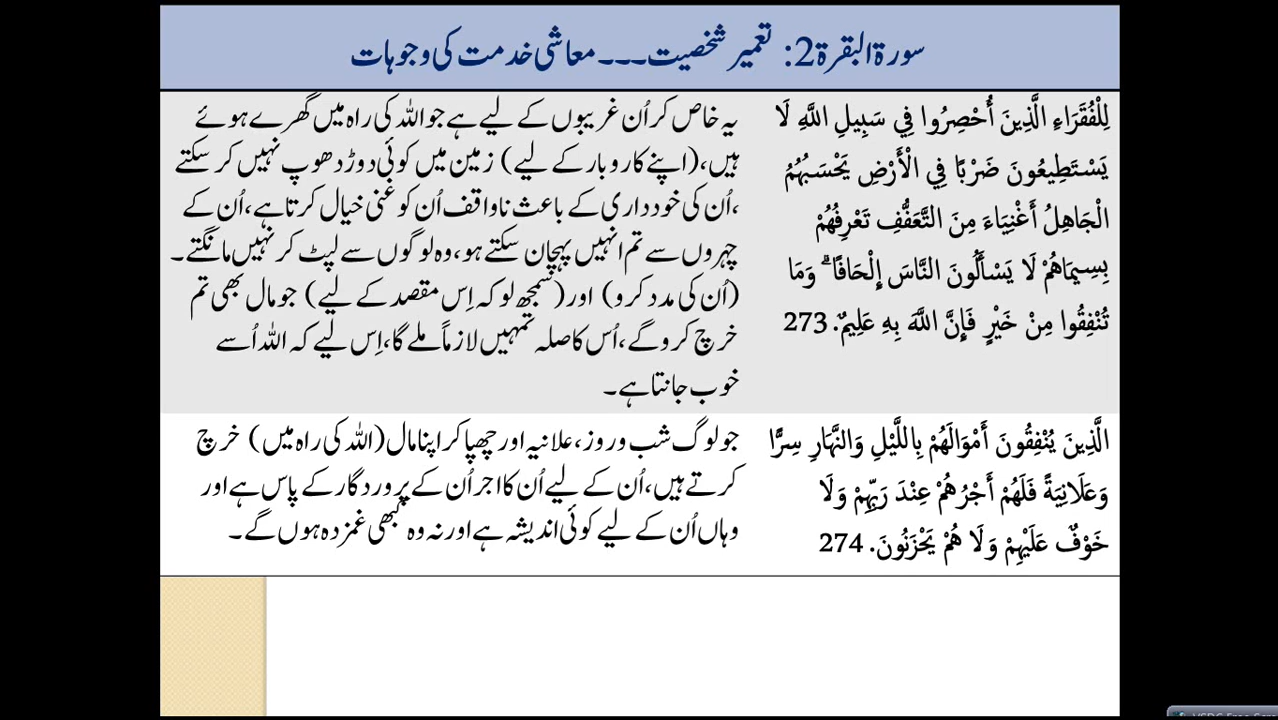 سورۃ البقرۃ 2: تعمیر شخصیت۔۔۔معاشی خدمت کی وجوہات
لِلْفُقَرَاءِ الَّذِينَ أُحْصِرُوا فِي سَبِيلِ اللَّهِ لَا
يَسْتَطِيعُونَ ضَرْبًا فِي الْأَرْضِ يَحْسَبُهُمُ
الْجَاهِلُ أَغْنِيَاءَ مِنَ التَّعَفُّفِ تَعْرِفُهُمْ
بِسِيمَاهُمْ لَا يَسْأَلُونَ النَّاسَ إِلْحَافًا ۗ وَمَا
تُنْفِقُوا مِنْ خَيْرٍ فَإِنَّ اللَّهَ بِهِ عَلِيمٌ. 273
یہ خاص کر اُن غریبوں کے لیے ہے جو اللہ کی راہ میں گھرے ہوئے
ہیں، (اپنے کاروبار کے لیے) زمین میں کوئی دوڑ دھوپ نہیں کر سکتے
، اُن کی خود داری کے باعث ناواقف اُن کو غنی خیال کرتا ہے، اُن کے
چہروں سے تم انہیں پہچان سکتے ہو، وہ لوگوں سے لپٹ کر نہیں مانگتے۔
(اُن کی مدد کرو) اور (سمجھ لو کہ اِس مقصد کے لیے) جو مال بھی تم
خرچ کرو گے، اُس کا صلہ تمہیں لازماً ملے گا، اِس لیے کہ اللہ اُسے
خوب جانتا ہے۔
الَّذِينَ يُنْفِقُونَ أَمْوَالَهُمْ بِاللَّيْلِ وَالنَّهَارِ سِرًّا
وَعَلَانِيَةً فَلَهُمْ أَجْرُهُمْ عِنْدَ رَبِّهِمْ وَلَا
خَوْفٌ عَلَيْهِمْ وَلَا هُمْ يَحْزَنُونَ. 274
جو لوگ شب و روز، علانیہ اور چھپا کر اپنا مال (اللہ کی راہ میں) خرچ
کرتے ہیں، اُن کے لیے اُن کا اجر اُن کے پروردگار کے پاس ہے اور
وہاں اُن کے لیے کوئی اندیشہ ہے اور نہ وہ کبھی غمزدہ ہوں گے۔